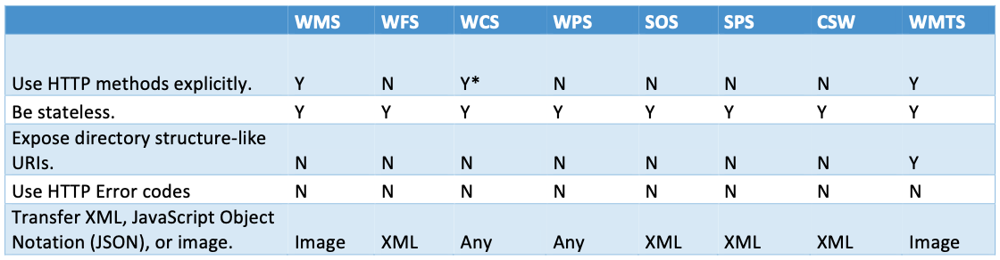 WMS WFS WCS WPS SOS SPS CSW WMTS
Use HTTP methods explicitly. Y N Y* N N N N Y
Be stateless. Y Y Y Y Y Y Y Y
Expose directory structure-like
URIs. N N N N N N N Y
Use HTTP Error codes N N N N N N N N
Transfer XML, JavaScript Object
Notation (JSON), or image. Image XML Any Any XML XML XML Image